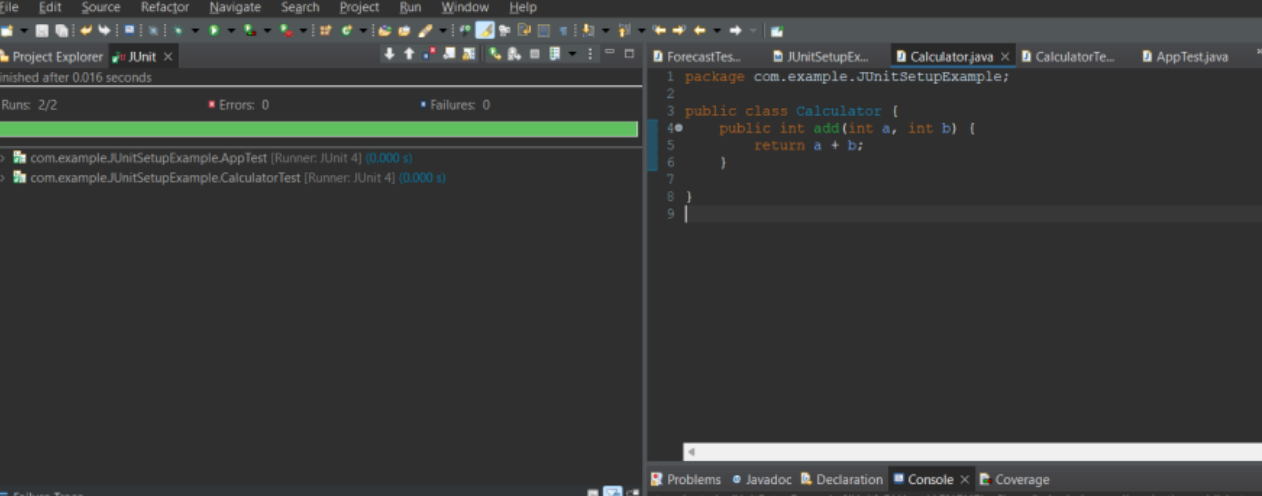 File Edit Source Refactor Navigate Search Project Run Window Help
Project Explorer JUnit
inished after 0.016 seconds
Runs: 2/2 Errors: 0 Failures: 0
com.example.JUnitSetupExample.AppTest [Runner: JUnit 4] (0.000 s)
com.example.JUnitSetupExample.CalculatorTest [Runner: JUnit 4] (0.000 s)
ForecastTes... JUnitSetupEx... Calculator.java CalculatorTe... AppTest.java
1 package com.example.JUnitSetupExample;
2
3 public class Calculator {
4 public int add(int a, int b) {
5 return a + b;
6 }
7
8 }
9
Problems Javadoc Declaration Console Coverage